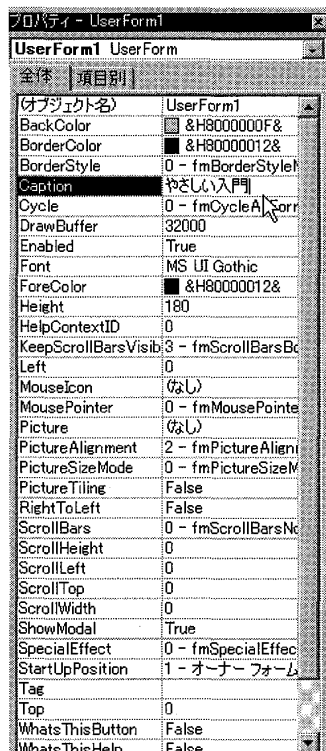 プロパティ - UserForm1
UserForm1 UserForm
全体 項目別
(オブジェクト名) UserForm1
BackColor &H8000000F&
BorderColor &H80000012&
BorderStyle 0 - fmBorderStyleN
Caption やさしい入門
Cycle 0 - fmCycleA
DrawBuffer 32000
Enabled True
Font MS UI Gothic
ForeColor &H80000012&
Height 180
HelpContextID 0
KeepScrollBarsVisib 3 - fmScrollBarsBo
Left 0
MouseIcon (なし)
MousePointer 0 - fmMousePointe
Picture (なし)
PictureAlignment 2 - fmPictureAlignr
PictureSizeMode 0 - fmPictureSizeM
PictureTiling False
RightToLeft False
ScrollBars 0 - fmScrollBarsNo
ScrollHeight 0
ScrollLeft 0
ScrollTop 0
ScrollWidth 0
ShowModal True
SpecialEffect 0 - fmSpecialEffec
StartUpPosition 1 - オーナー フォーム
Tag
Top 0
WhatsThisButton False
WhatsThisHelp False